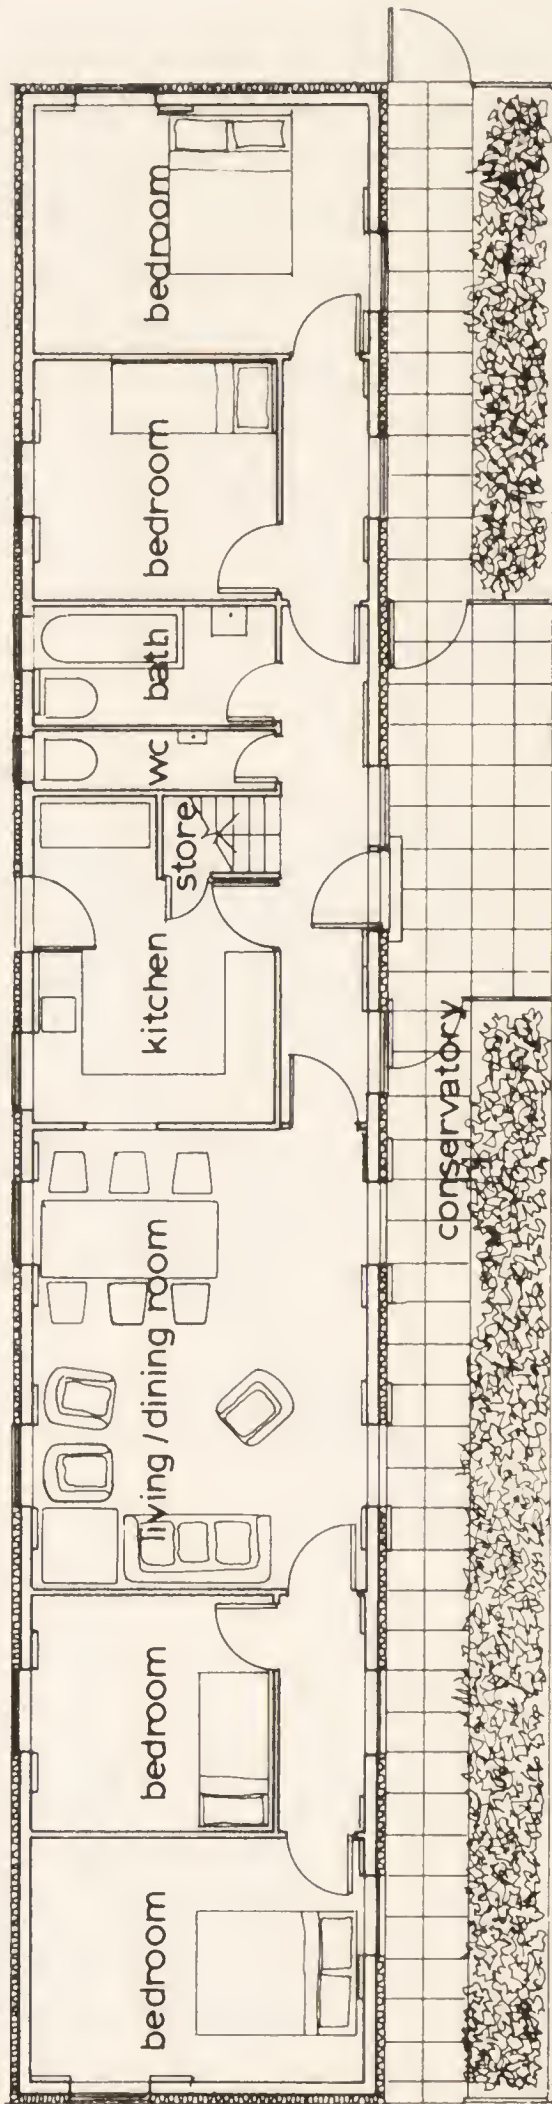 bedroom
bedroom
living / dining room
kitchen
store
wc
bath
bedroom
bedroom
conservatory